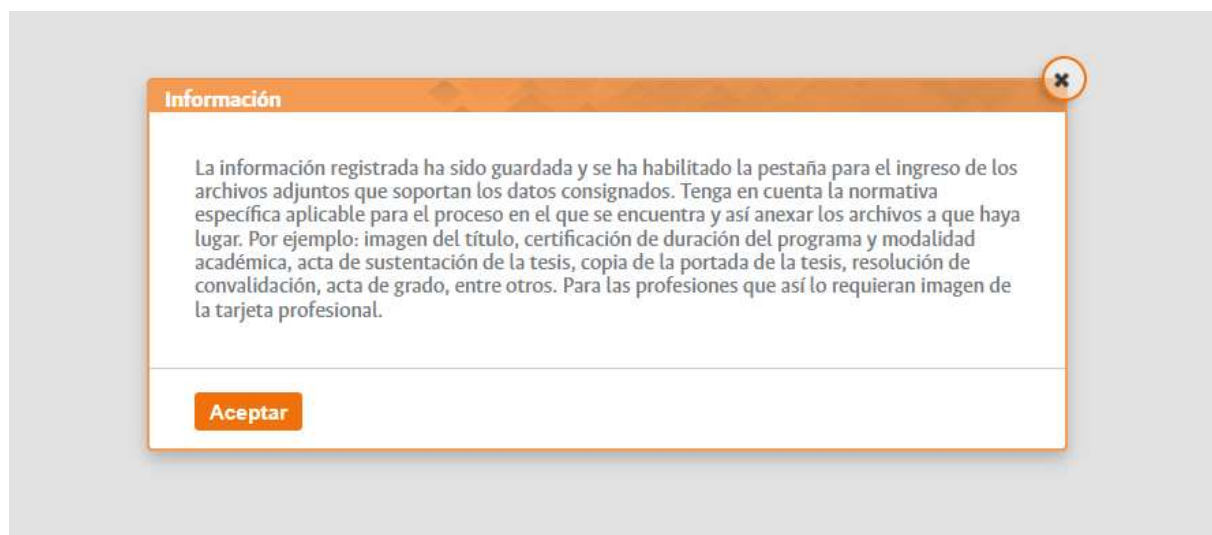 Información
La información registrada ha sido guardada y se ha habilitado la pestaña para el ingreso de los
archivos adjuntos que soportan los datos consignados. Tenga en cuenta la normativa
específica aplicable para el proceso en el que se encuentra y así anexar los archivos a que haya
lugar. Por ejemplo: imagen del título, certificación de duración del programa y modalidad
académica, acta de sustentación de la tesis, copia de la portada de la tesis, resolución de
convalidación, acta de grado, entre otros. Para las profesiones que así lo requieran imagen de
la tarjeta profesional.
Aceptar